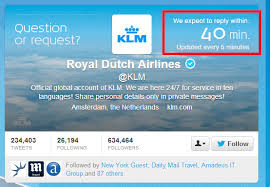 Question
or request?
KLM
We expect to reply within:
40 min.
Updated every 5 minutes
Royal Dutch Airlines
@KLM
Official global account of KLM. We are here 24/7 for service in ten
languages! Share personal details only in private messages!
Amsterdam, the Netherlands · klm.com
234,403 26,194 634,464
TWEETS FOLLOWING FOLLOWERS
Follow
Followed by New York Guest, Daily Mail Travel, Amadeus IT
Group and 87 others.